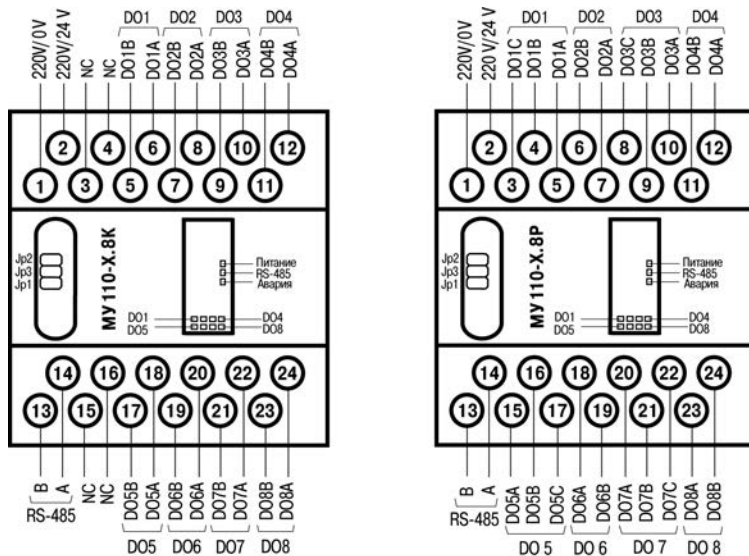 DO1 DO2 DO3 DO4
220V/0V
220V/24 V
NC
NC
DO1B
DO1A
DO2B
DO2A
DO3B
DO3A
DO4B
DO4A
2 4 6 8 10 12
1 3 5 7 9 11
Jp2
Jp3
Jp1
МУ110-Х.8К
Питание
RS-485
Авария
DO1 DO4
DO5 DO8
14 16 18 20 22 24
13 15 17 19 21 23
B
A
NC
NC
DO5B
DO5A
DO6B
DO6A
DO7B
DO7A
DO8B
DO8A
RS-485
DO5 DO6 DO7 DO8
DO1 DO2 DO3 DO4
220V/0V
220V/24 V
DO1C
DO1B
DO1A
DO2B
DO2A
DO3C
DO3B
DO3A
DO4B
DO4A
2 4 6 8 10 12
1 3 5 7 9 11
Jp2
Jp3
Jp1
МУ110-Х.8Р
Питание
RS-485
Авария
DO1 DO4
DO5 DO8
14 16 18 20 22 24
13 15 17 19 21 23
B
A
DO5A
DO5B
DO5C
DO6A
DO6B
DO7A
DO7B
DO7C
DO8A
DO8B
RS-485
DO 5 DO 6 DO 7 DO 8